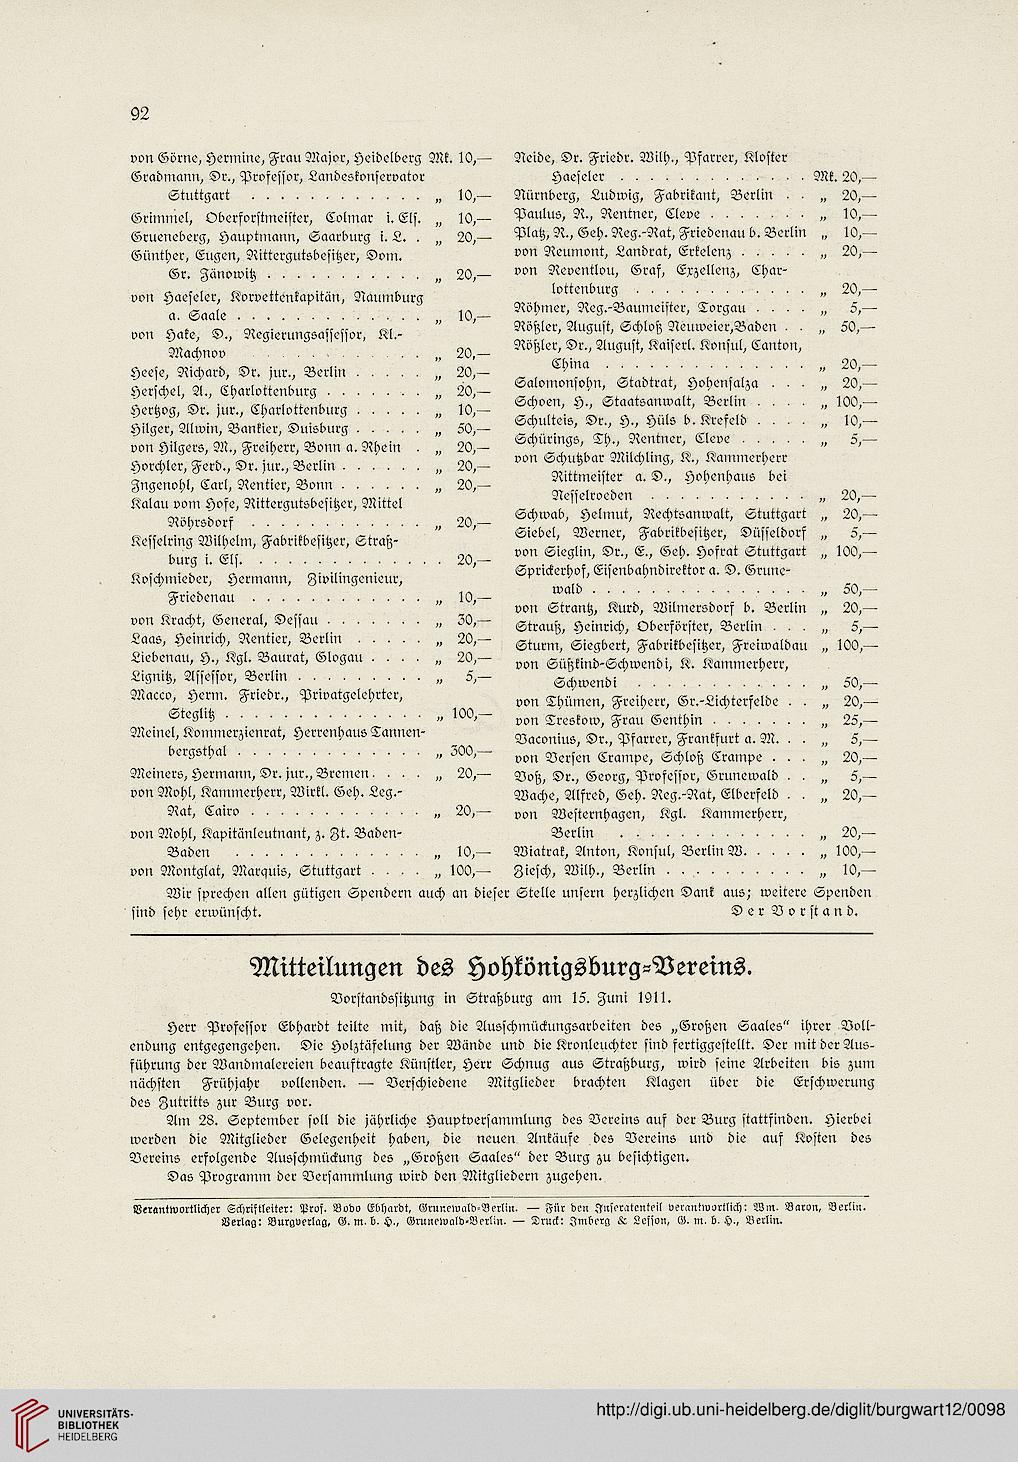 92
von Görne, Hermine, Frau Major, Heidelberg Mk. 10,—
Gradmann, Dr., Professor, Landeskonservator
Stuttgart . . . . . . . . . . . . „ 10,—
Grimmel, Oberforstmeister, Colmar i. Els. „ 10,—
Grueneberg, Hauptmann, Saarburg i. L. . „ 20,—
Günther, Eugen, Rittergutsbesitzer, Dom.
Gr. Jänowitz . . . . . . . . . . . „ 20,—
von Haeseler, Korvettenkapitän, Naumburg
a. Saale . . . . . . . . . . . . . „ 10,—
von Hake, D., Regierungsassessor, Kl.-
Machnov . . . . . . . . . . . „ 20,—
Heese, Richard, Dr. jur., Berlin . . . . . „ 20,—
Herschel, A., Charlottenburg . . . . . . . „ 20,—
Hertzog, Dr. jur., Charlottenburg . . . . . „ 10,—
Hilger, Alwin, Bankier, Duisburg . . . . . „ 50,—
von Hilgers, M., Freiherr, Bonn a. Rhein . „ 20,—
Horchler, Ferd., Dr. jur., Berlin . . . . . . „ 20,—
Ingenohl, Carl, Rentier, Bonn . . . . . . „ 20,—
Kalau vom Hofe, Rittergutsbesitzer, Mittel
Röhrsdorf . . . . . . . . . . . . „ 20,—
Kesselring Wilhelm, Fabrikbesitzer, Straß-
burg i. Els. . . . . . . . . . . . . . 20,—
Koschmieder, Hermann, Zivilingenieur,
Friedenau . . . . . . . . . . . . „ 10,—
von Kracht, General, Dessau . . . . . . . „ 30,—
Laas, Heinrich, Rentier, Berlin . . . . . „ 20,—
Liebenau, H., Kgl. Baurat, Glogau . . . . „ 20,—
Lignitz, Assessor, Berlin . . . . . . . . . „ 5,—
Macco, Herm. Friedr., Privatgelehrter,
Steglitz . . . . . . . . . . . . . . „ 100,—
Meinel, Kommerzienrat, Herrenhaus Tannen-
bergsthal . . . . . . . . . . . . . „ 300,—
Meiners, Hermann, Dr. jur., Bremen . . . . „ 20,—
von Mohl, Kammerherr, Wirkl. Geh. Leg.-
Rat, Cairo . . . . . . . . . . . . „ 20,—
von Mohl, Kapitänleutnant, z. Zt. Baden-
Baden . . . . . . . . . . . . . „ 10,—
von Montglat, Marquis, Stuttgart . . . . „ 100,—
Neide, Dr. Friedr. Wilh., Pfarrer, Kloster
Haeseler . . . . . . . . . . . . . Mk. 20,—
Nürnberg, Ludwig, Fabrikant, Berlin . . „ 20,—
Paulus, R., Rentner, Cleve . . . . . . . „ 10,—
Platz, R., Geh. Reg.-Rat, Friedenau b. Berlin „ 10,—
von Reumont, Landrat, Erkelenz . . . . . „ 20,—
von Reventlou, Graf, Exzellenz, Char-
lottenburg . . . . . . . . . . . . „ 20,—
Röhmer, Reg.-Baumeister, Torgau . . . . „ 5,—
Rößler, August, Schloß Neuweier,Baden . . „ 50,—
Rößler, Dr., August, Kaiserl. Konsul, Canton,
China . . . . . . . . . . . . . . „ 20,—
Salomonsohn, Stadtrat, Hohensalza . . . „ 20,—
Schoen, H., Staatsanwalt, Berlin . . . . „ 100,—
Schulteis, Dr., H., Hüls b. Krefeld . . . . „ 10,—
Schürings, Th., Rentner, Cleve . . . . . „ 5,—
von Schutzbar Milchling, K., Kammerherr
Rittmeister a. D., Hohenhaus bei
Nesselroeden . . . . . . . . . . . „ 20,—
Schwab, Helmut, Rechtsanwalt, Stuttgart „ 20,—
Siebel, Werner, Fabrikbesitzer, Düsseldorf „ 5,—
von Sieglin, Dr., E., Geh. Hofrat Stuttgart „ 100,—
Sprickerhof, Eisenbahndirektor a. D. Grune-
wald . . . . . . . . . . . . . . . „ 50,—
von Strantz, Kurd, Wilmersdorf b. Berlin „ 20,—
Strauß, Heinrich, Oberförster, Berlin . . . „ 5,—
Sturm, Siegbert, Fabrikbesitzer, Freiwaldau „ 100,—
von Süßkind-Schwendi, K. Kammerherr,
Schwendi . . . . . . . . . . . . „ 50,—
von Thümen, Freiherr, Gr.-Lichterfelde . . „ 20,—
von Treskow, Frau Genthin . . . . . . . „ 25,—
Vaconius, Dr., Pfarrer, Frankfurt a. M. . . „ 5,—
von Versen Crampe, Schloß Crampe . . . „ 20,—
Voß, Dr., Georg, Professor, Grunewald . . „ 5,—
Wache, Alfred, Geh. Reg.-Rat, Elberfeld . . „ 20,—
von Westernhagen, Kgl. Kammerherr,
Berlin . . . . . . . . . . . . . „ 20,—
Wiatrak, Anton, Konsul, Berlin W. . . . . „ 100,—
Ziesch, Wilh., Berlin . . . . . . . . . . „ 10,—
Wir sprechen allen gütigen Spendern auch an dieser Stelle unsern herzlichen Dank aus; weitere Spenden
sind sehr erwünscht. Der Vorstand.
Mitteilungen des Hohkönigsburg-Vereins.
Vorstandssitzung in Straßburg am 15. Juni 1911.
Herr Professor Ebhardt teilte mit, daß die Ausschmückungsarbeiten des „Großen Saales“ ihrer Voll-
endung entgegengehen. Die Holztäfelung der Wände und die Kronleuchter sind fertiggestellt. Der mit der Aus-
führung der Wandmalereien beauftragte Künstler, Herr Schnug aus Straßburg, wird seine Arbeiten bis zum
nächsten Frühjahr vollenden. — Verschiedene Mitglieder brachten Klagen über die Erschwerung
des Zutritts zur Burg vor.
Am 28. September soll die jährliche Hauptversammlung des Vereins auf der Burg stattfinden. Hierbei
werden die Mitglieder Gelegenheit haben, die neuen Ankäufe des Vereins und die auf Kosten des
Vereins erfolgende Ausschmückung des „Großen Saales“ der Burg zu besichtigen.
Das Programm der Versammlung wird den Mitgliedern zugehen.
Verantwortlicher Schriftleiter: Prof. Bodo Ebhardt, Grunewald-Berlin. — Für den Inseratenteil verantwortlich: Wm. Baron, Berlin.
Verlag: Burgverlag, G. m. b. H., Grunewald-Berlin. — Druck: Imberg & Lefson, G. m. b. H., Berlin.
UNIVERSITÄTS-
BIBLIOTHEK
HEIDELBERG
http://digi.ub.uni-heidelberg.de/diglit/burgwart12/0098